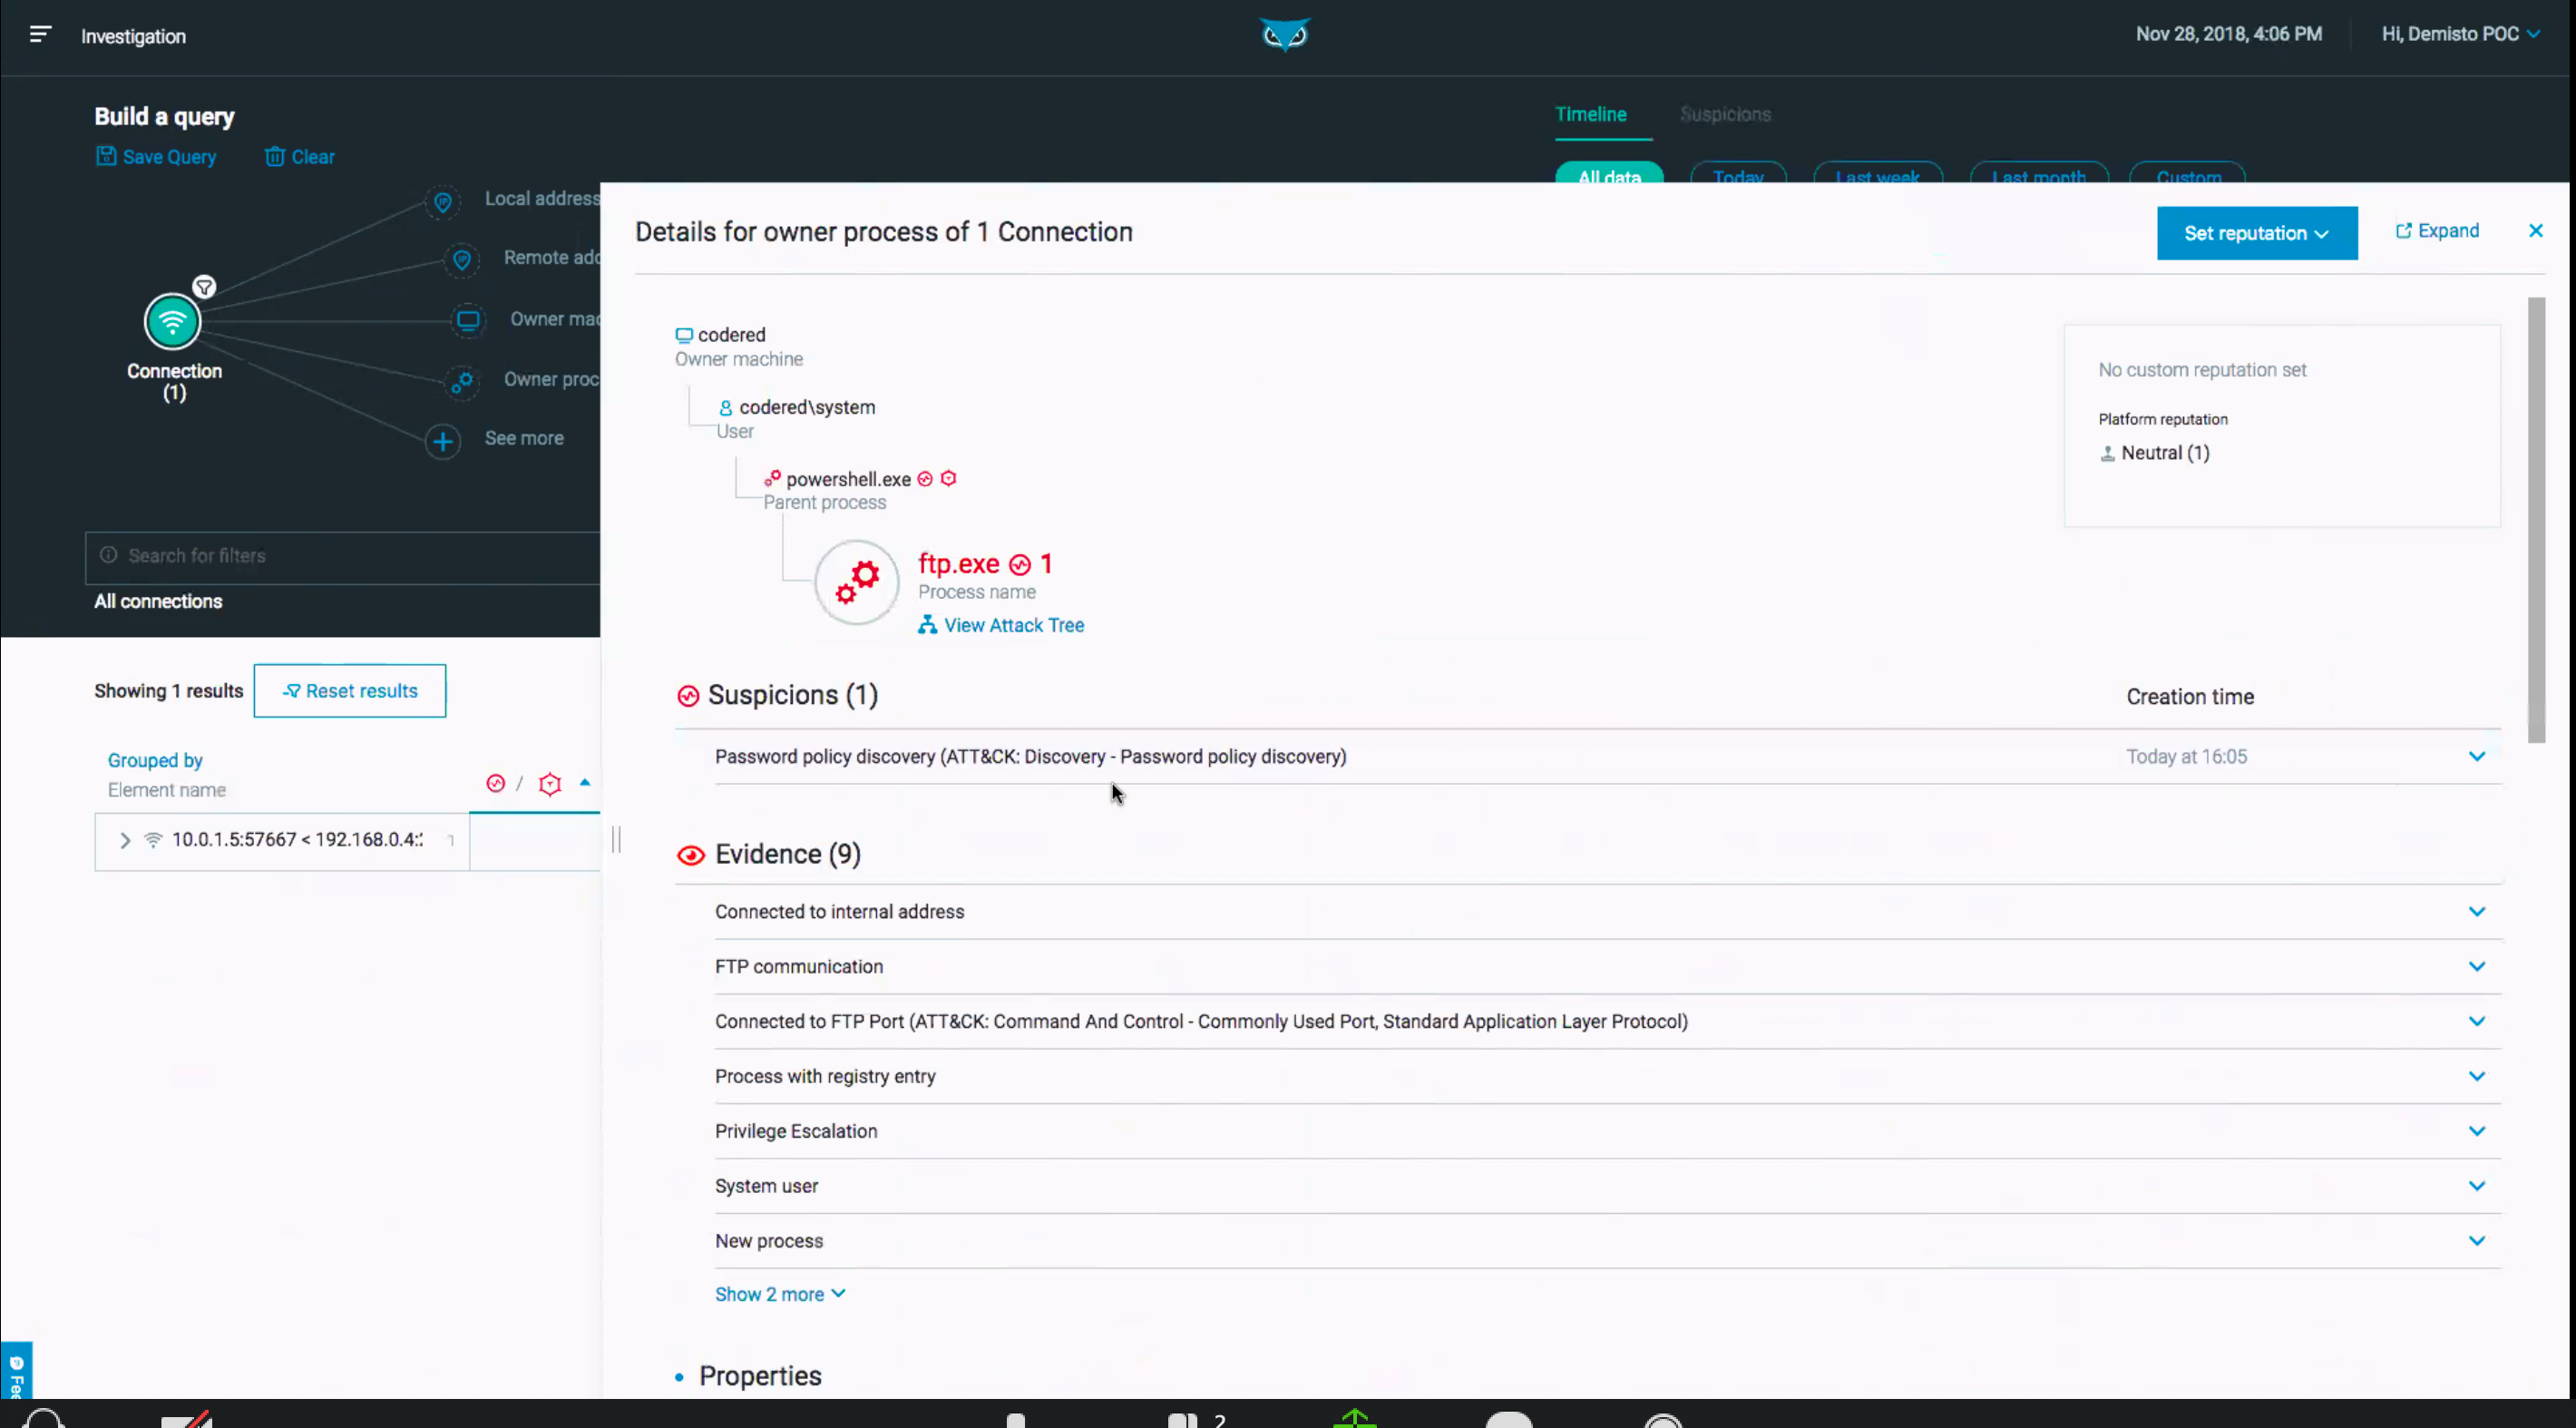 Investigation
Nov 28, 2018, 4:06 PM
Hi, Demisto POC
Build a query
Save Query
Clear
Timeline
Suspicions
All data
Today
Last week
Last month
Custom
Local address
Remote
Owner
Owner
See more
Connection
(1)
Search for filters
All connections
Showing 1 results
Reset results
Grouped by
Element name
/
10.0.1.5:57667 < 192.168.0.4:
Details for owner process of 1 Connection
Set reputation
Expand
codered
Owner machine
codered\system
User
powershell.exe
Parent process
ftp.exe 1
Process name
View Attack Tree
No custom reputation set
Platform reputation
Neutral (1)
Suspicions (1)
Creation time
Password policy discovery (ATT&CK: Discovery - Password policy discovery)
Today at 16:05
Evidence (9)
Connected to internal address
FTP communication
Connected to FTP Port (ATT&CK: Command And Control - Commonly Used Port, Standard Application Layer Protocol)
Process with registry entry
Privilege Escalation
System user
New process
Show 2 more
Properties
2